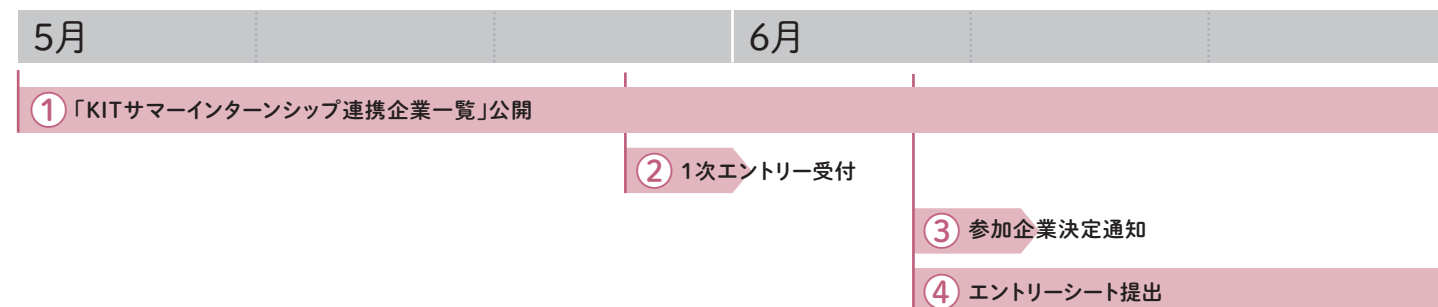 5月
6月
① 「KITサマーインターンシップ連携企業一覧」公開
② 1次エントリー受付
③ 参加企業決定通知
④ エントリーシート提出